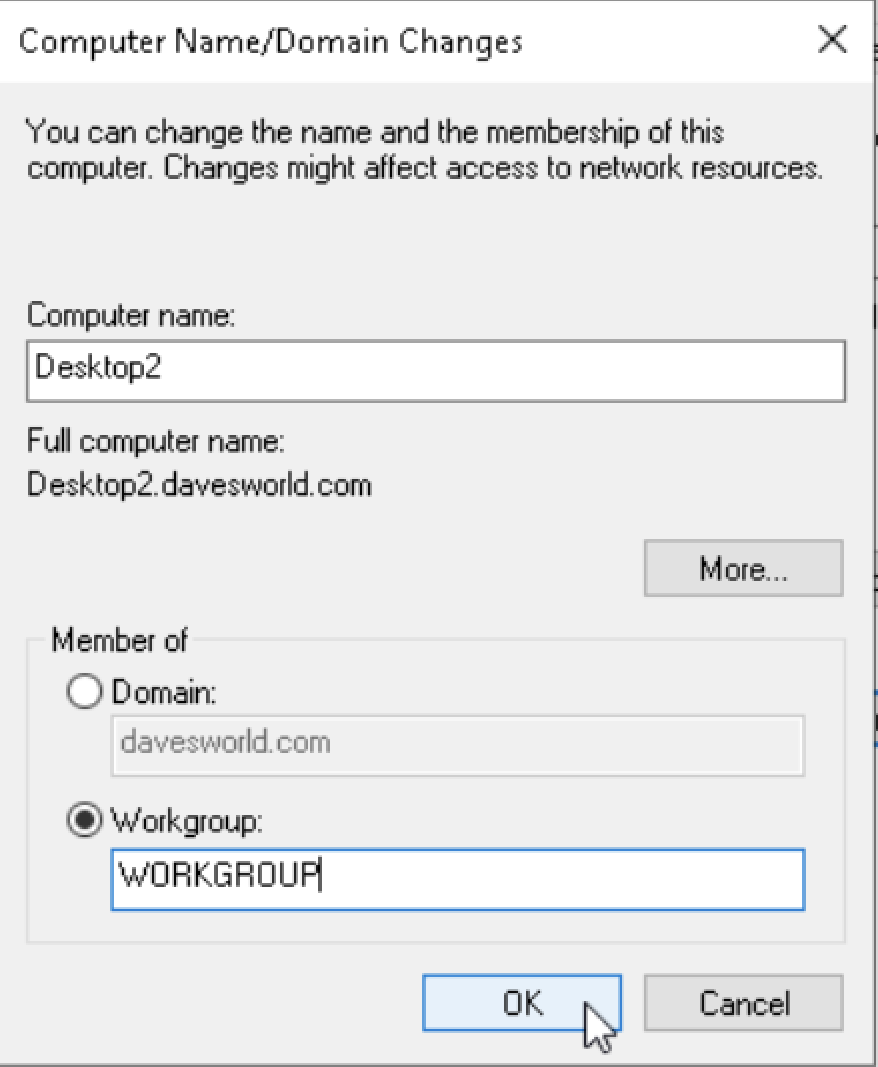 Computer Name/Domain Changes
You can change the name and the membership of this
computer. Changes might affect access to network resources.
Computer name:
Desktop2
Full computer name:
Desktop2.davesworld.com
More...
Member of
Domain:
davesworld.com
Workgroup:
WORKGROUP
OK
Cancel